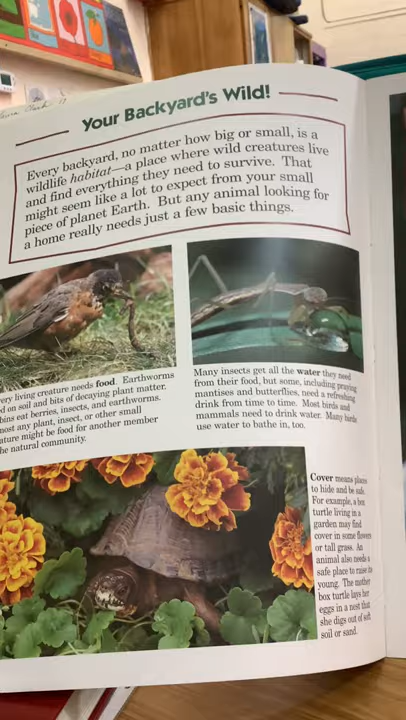 Your Backyard's Wild!
Every backyard, no matter how big or small, is a
wildlife habitat—a place where wild creatures live
and find everything they need to survive. That
might seem like a lot to expect from your small
piece of planet Earth. But any animal looking for
a home really needs just a few basic things.
very living creature needs food. Earthworms
d on soil and bits of decaying plant matter.
bins eat berries, insects, and earthworms.
most any plant, insect, or other small
ature might be food for another member
he natural community.
Many insects get all the water they need
from their food, but some, including praying
mantises and butterflies, need a refreshing
drink from time to time. Most birds and
mammals need to drink water. Many birds
use water to bathe in, too.
Cover means places
to hide and be safe.
For example, a box
turtle living in a
garden may find
cover in some flowers
or tall grass. An
animal also needs a
safe place to raise its
young. The mother
box turtle lays her
eggs in a nest that
she digs out of soft
soil or sand.